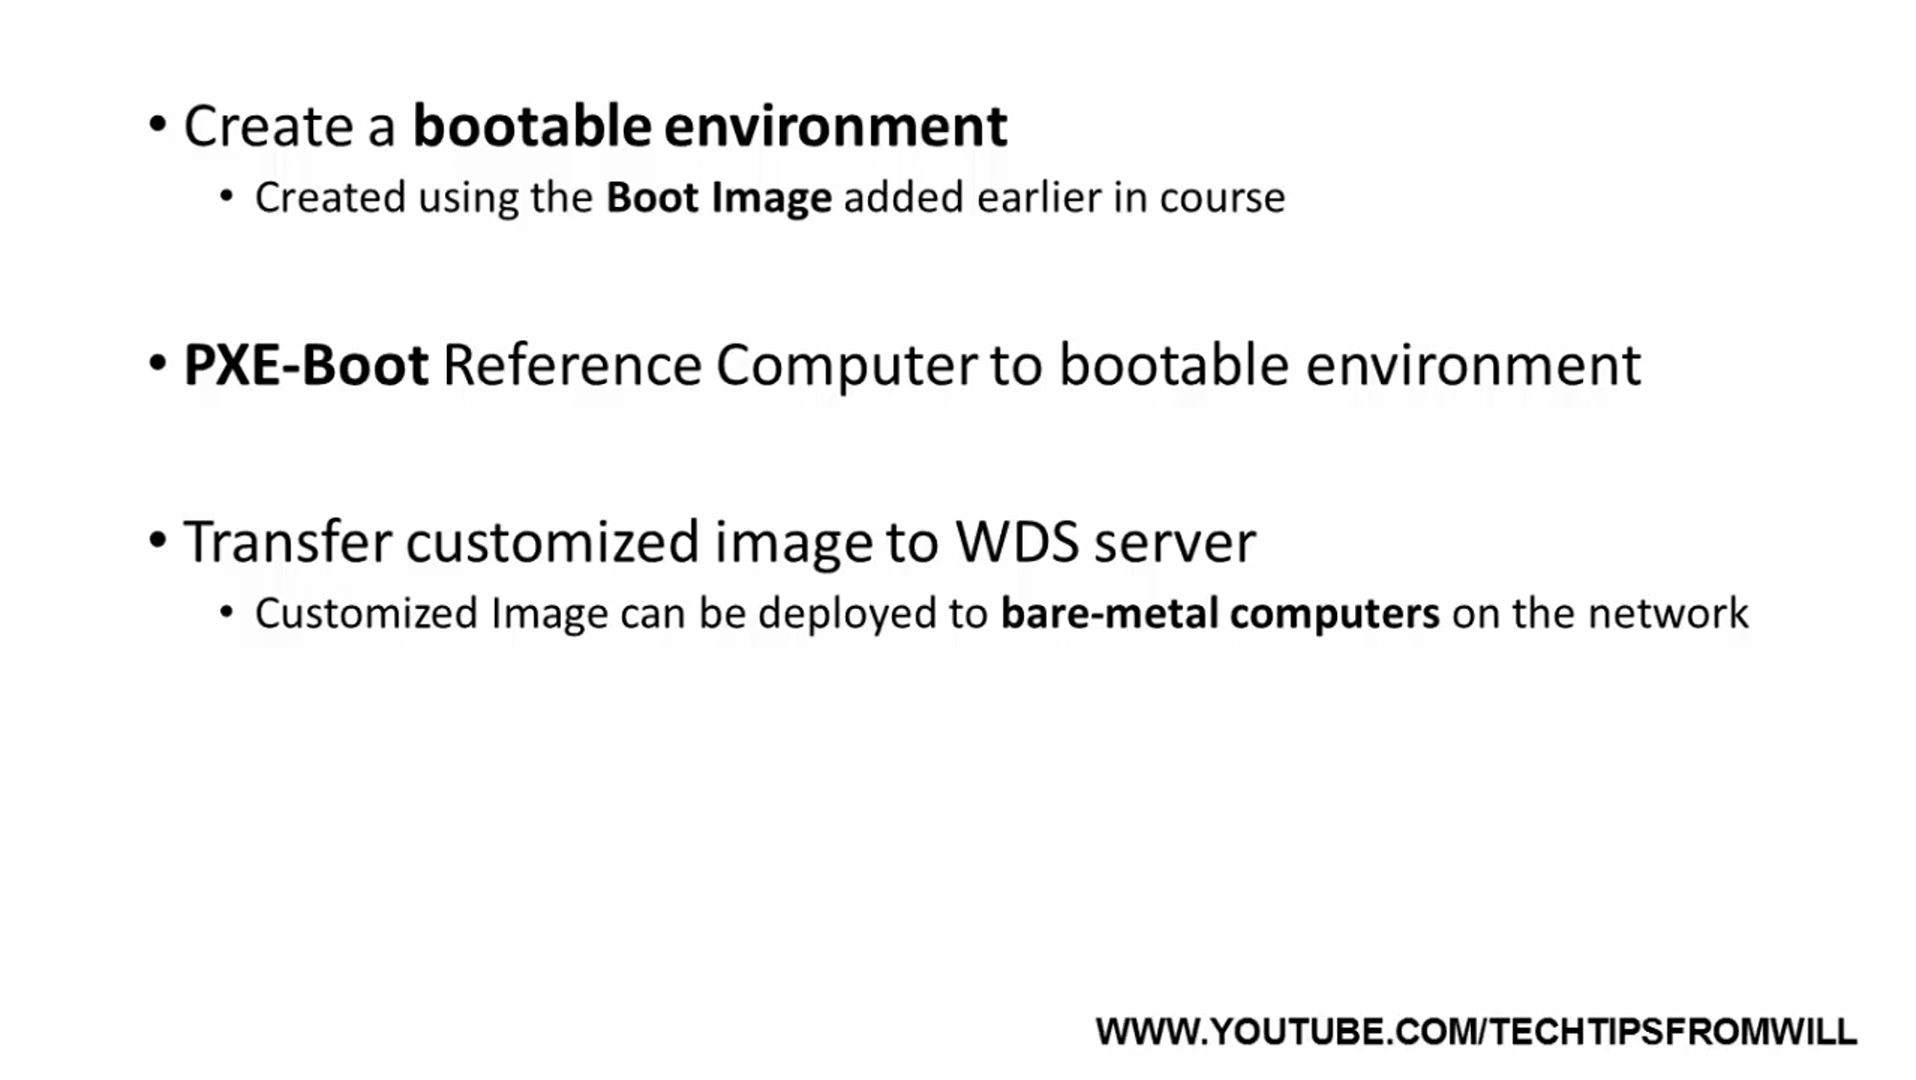 • Create a bootable environment
• Created using the Boot Image added earlier in course
• PXE-Boot Reference Computer to bootable environment
• Transfer customized image to WDS server
• Customized Image can be deployed to bare-metal computers on the network
WWW.YOUTUBE.COM/TECHTIPSFROMWILL